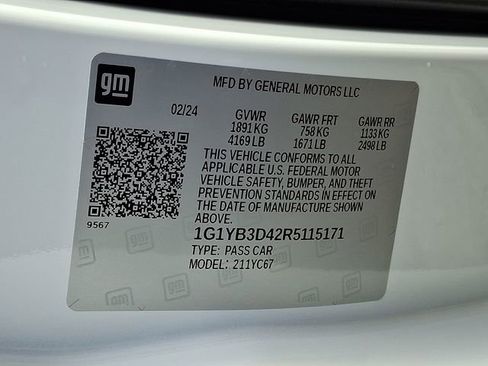 gm
MFD BY GENERAL MOTORS LLC
02/24 GVWR GAWR FRT GAWR RR
1891 KG 758 KG 1133 KG
4169 LB 1671 LB 2498 LB
THIS VEHICLE CONFORMS TO ALL
APPLICABLE U.S. FEDERAL MOTOR
VEHICLE SAFETY, BUMPER, AND THEFT
PREVENTION STANDARDS IN EFFECT ON
THE DATE OF MANUFACTURE SHOWN
ABOVE.
9567
1G1YB3D42R5115171
TYPE: PASS CAR
MODEL: 211YC67